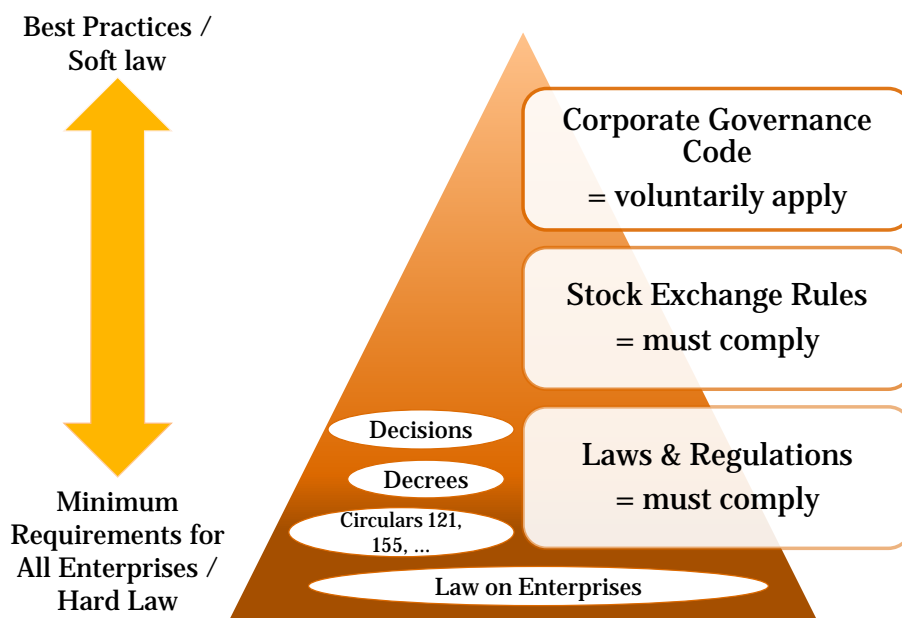 Best Practices /
Soft law
Corporate Governance
Code
= voluntarily apply
Stock Exchange Rules
= must comply
Decisions
Decrees
Circulars 121,
155, ...
Law on Enterprises
Laws & Regulations
= must comply
Minimum
Requirements for
All Enterprises /
Hard Law